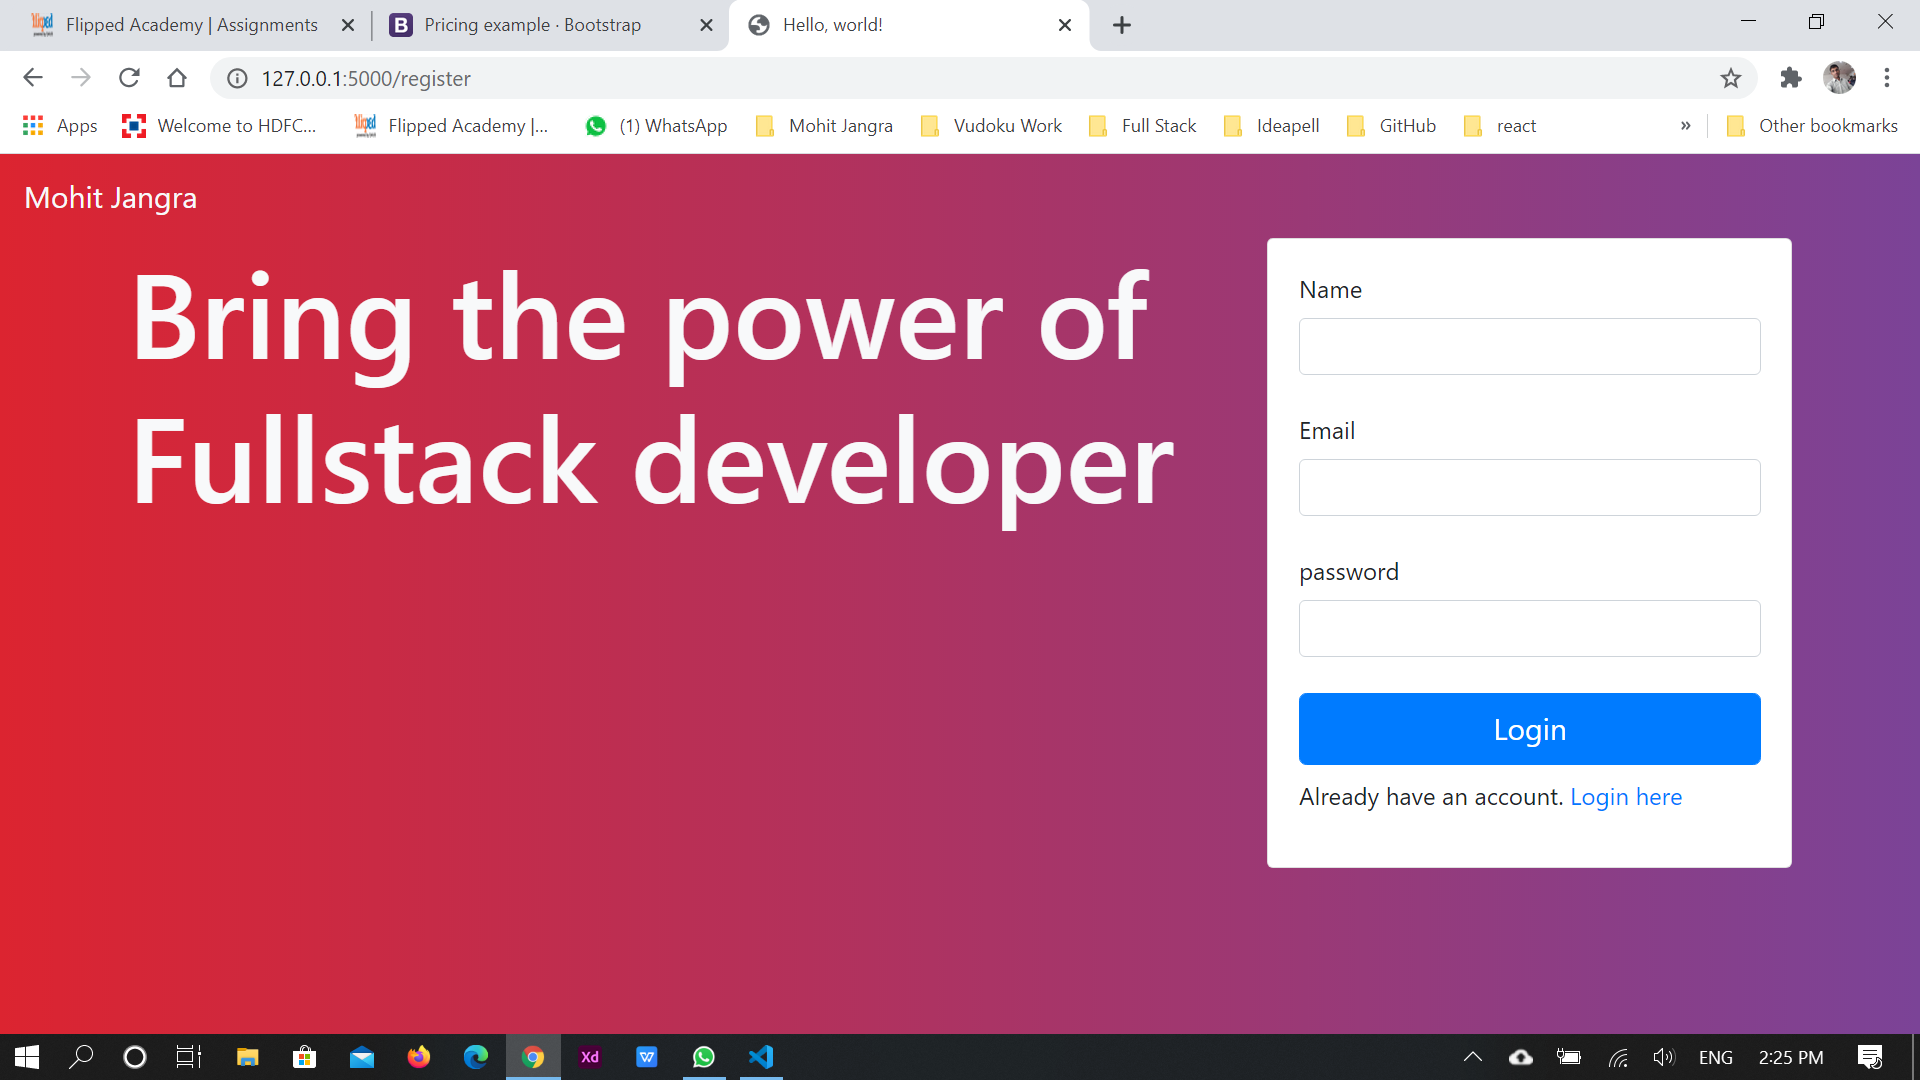 Flipped Academy | Assignments
Pricing example · Bootstrap
Hello, world!
127.0.0.1:5000/register
Apps
Welcome to HDFC...
Flipped Academy |...
(1) WhatsApp
Mohit Jangra
Vudoku Work
Full Stack
Ideapell
GitHub
react
»
Other bookmarks
Mohit Jangra
Bring the power of
Fullstack developer
Name
Email
password
Login
Already have an account. Login here
Xd
ENG
2:25 PM